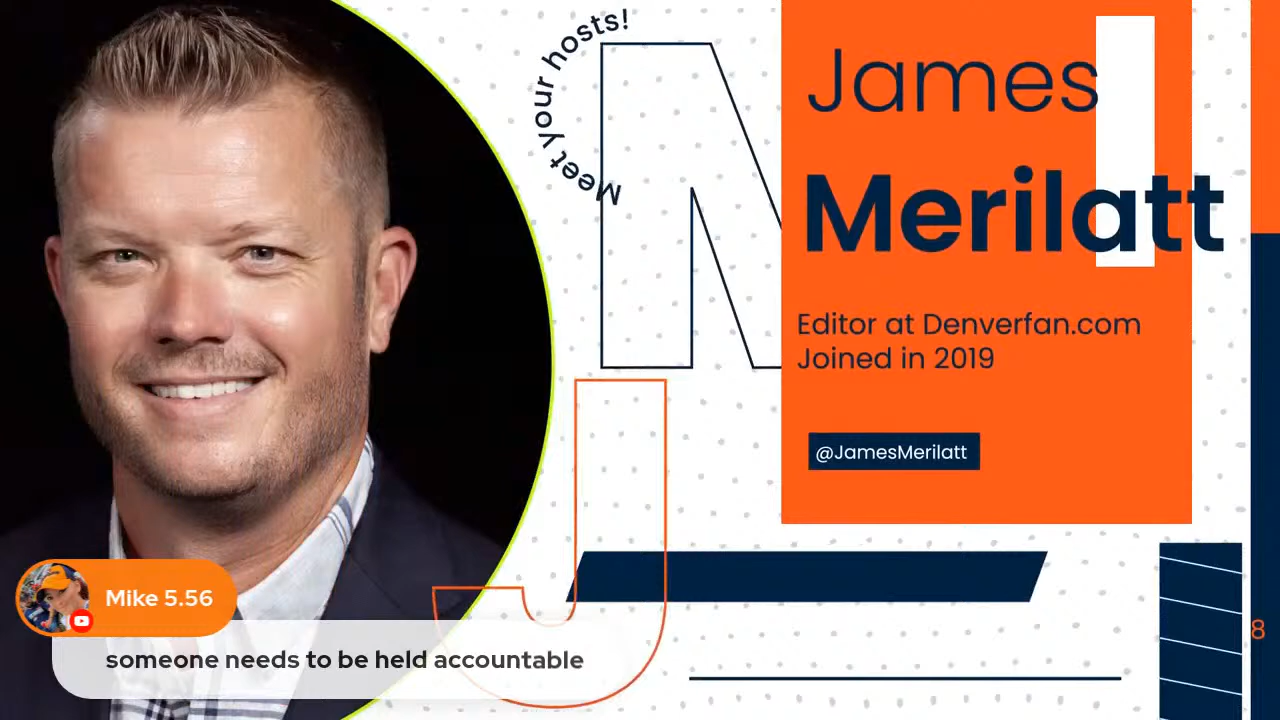 Meet your hosts!
James
Merilatt
Editor at Denverfan.com
Joined in 2019
@JamesMerilatt
M
J
8
Mike 5.56
someone needs to be held accountable